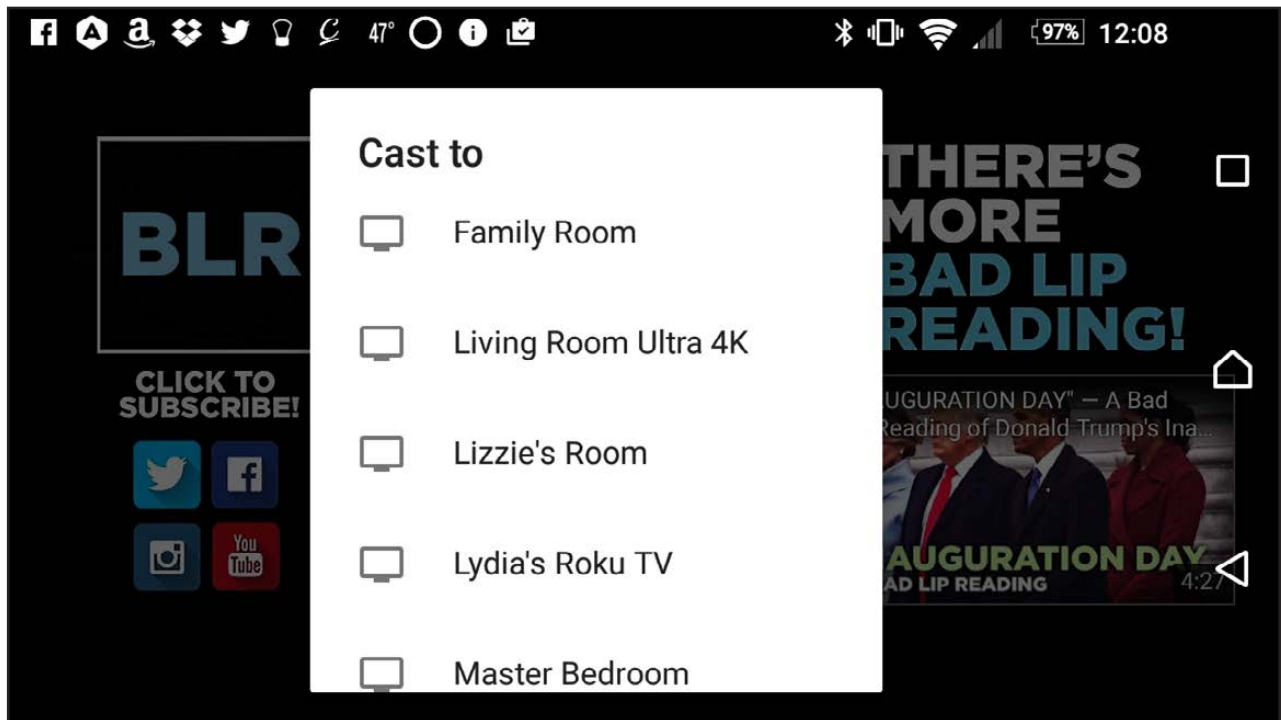 47° 97% 12:08
Cast to
Family Room
Living Room Ultra 4K
Lizzie's Room
Lydia's Roku TV
Master Bedroom
BLR
CLICK TO
SUBSCRIBE!
You
Tube
THERE'S
MORE
BAD LIP
READING!
UGURATION DAY" — A Bad
Reading of Donald Trump's Ina...
AUGURATION DAY
AD LIP READING
4:27